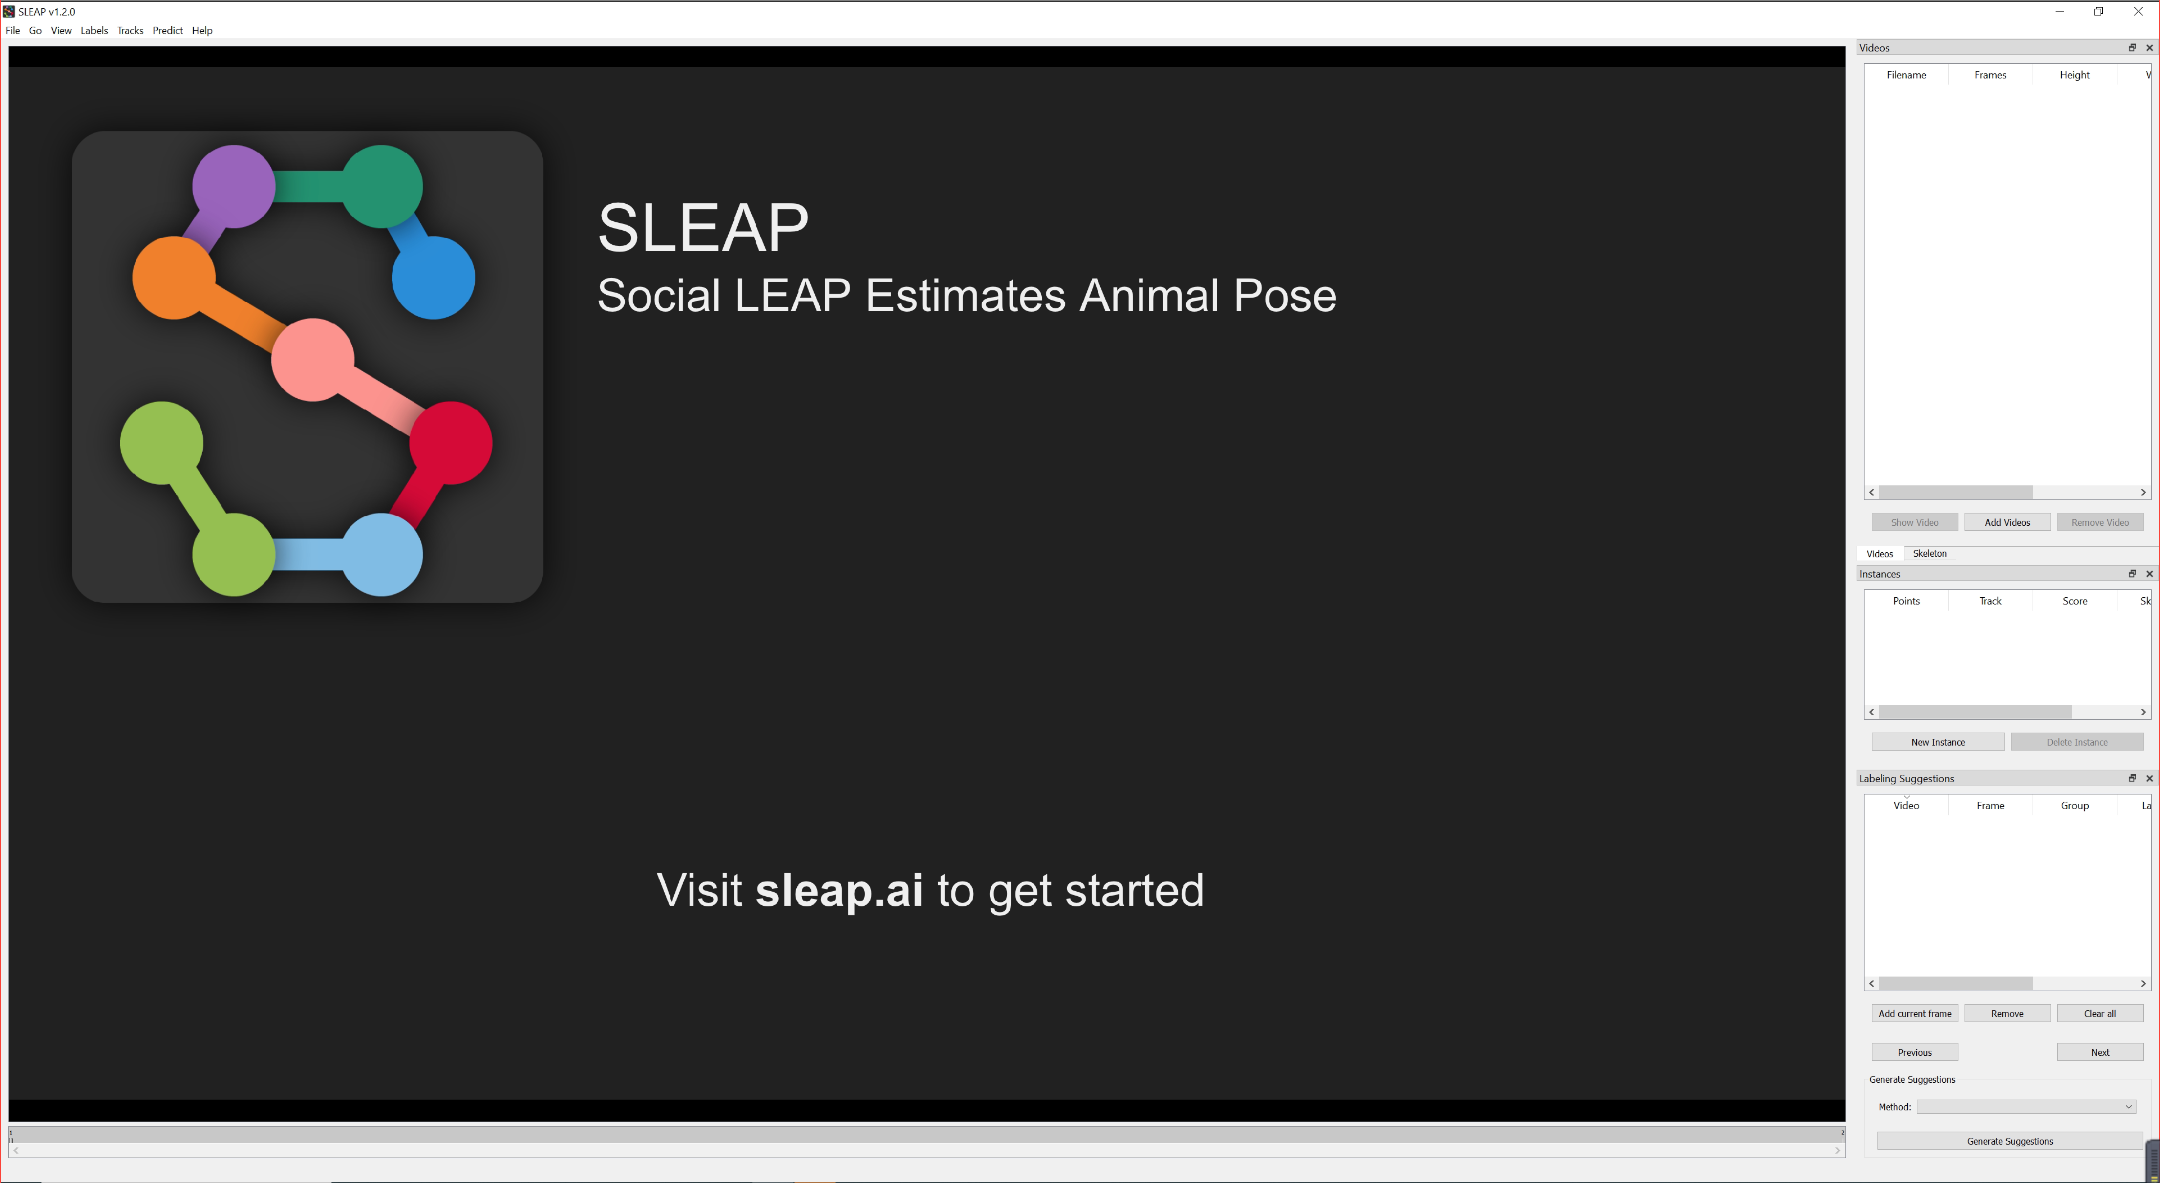 SLEAP v1.2.0
File Go View Labels Tracks Predict Help
SLEAP
Social LEAP Estimates Animal Pose
Visit sleap.ai to get started
1
2
Videos
Filename Frames Height
Show Video Add Videos Remove Video
Videos Skeleton
Instances
Points Track Score Sk
New Instance Delete Instance
Labeling Suggestions
Video Frame Group La
Add current frame Remove Clear all
Previous Next
Generate Suggestions
Method:
Generate Suggestions